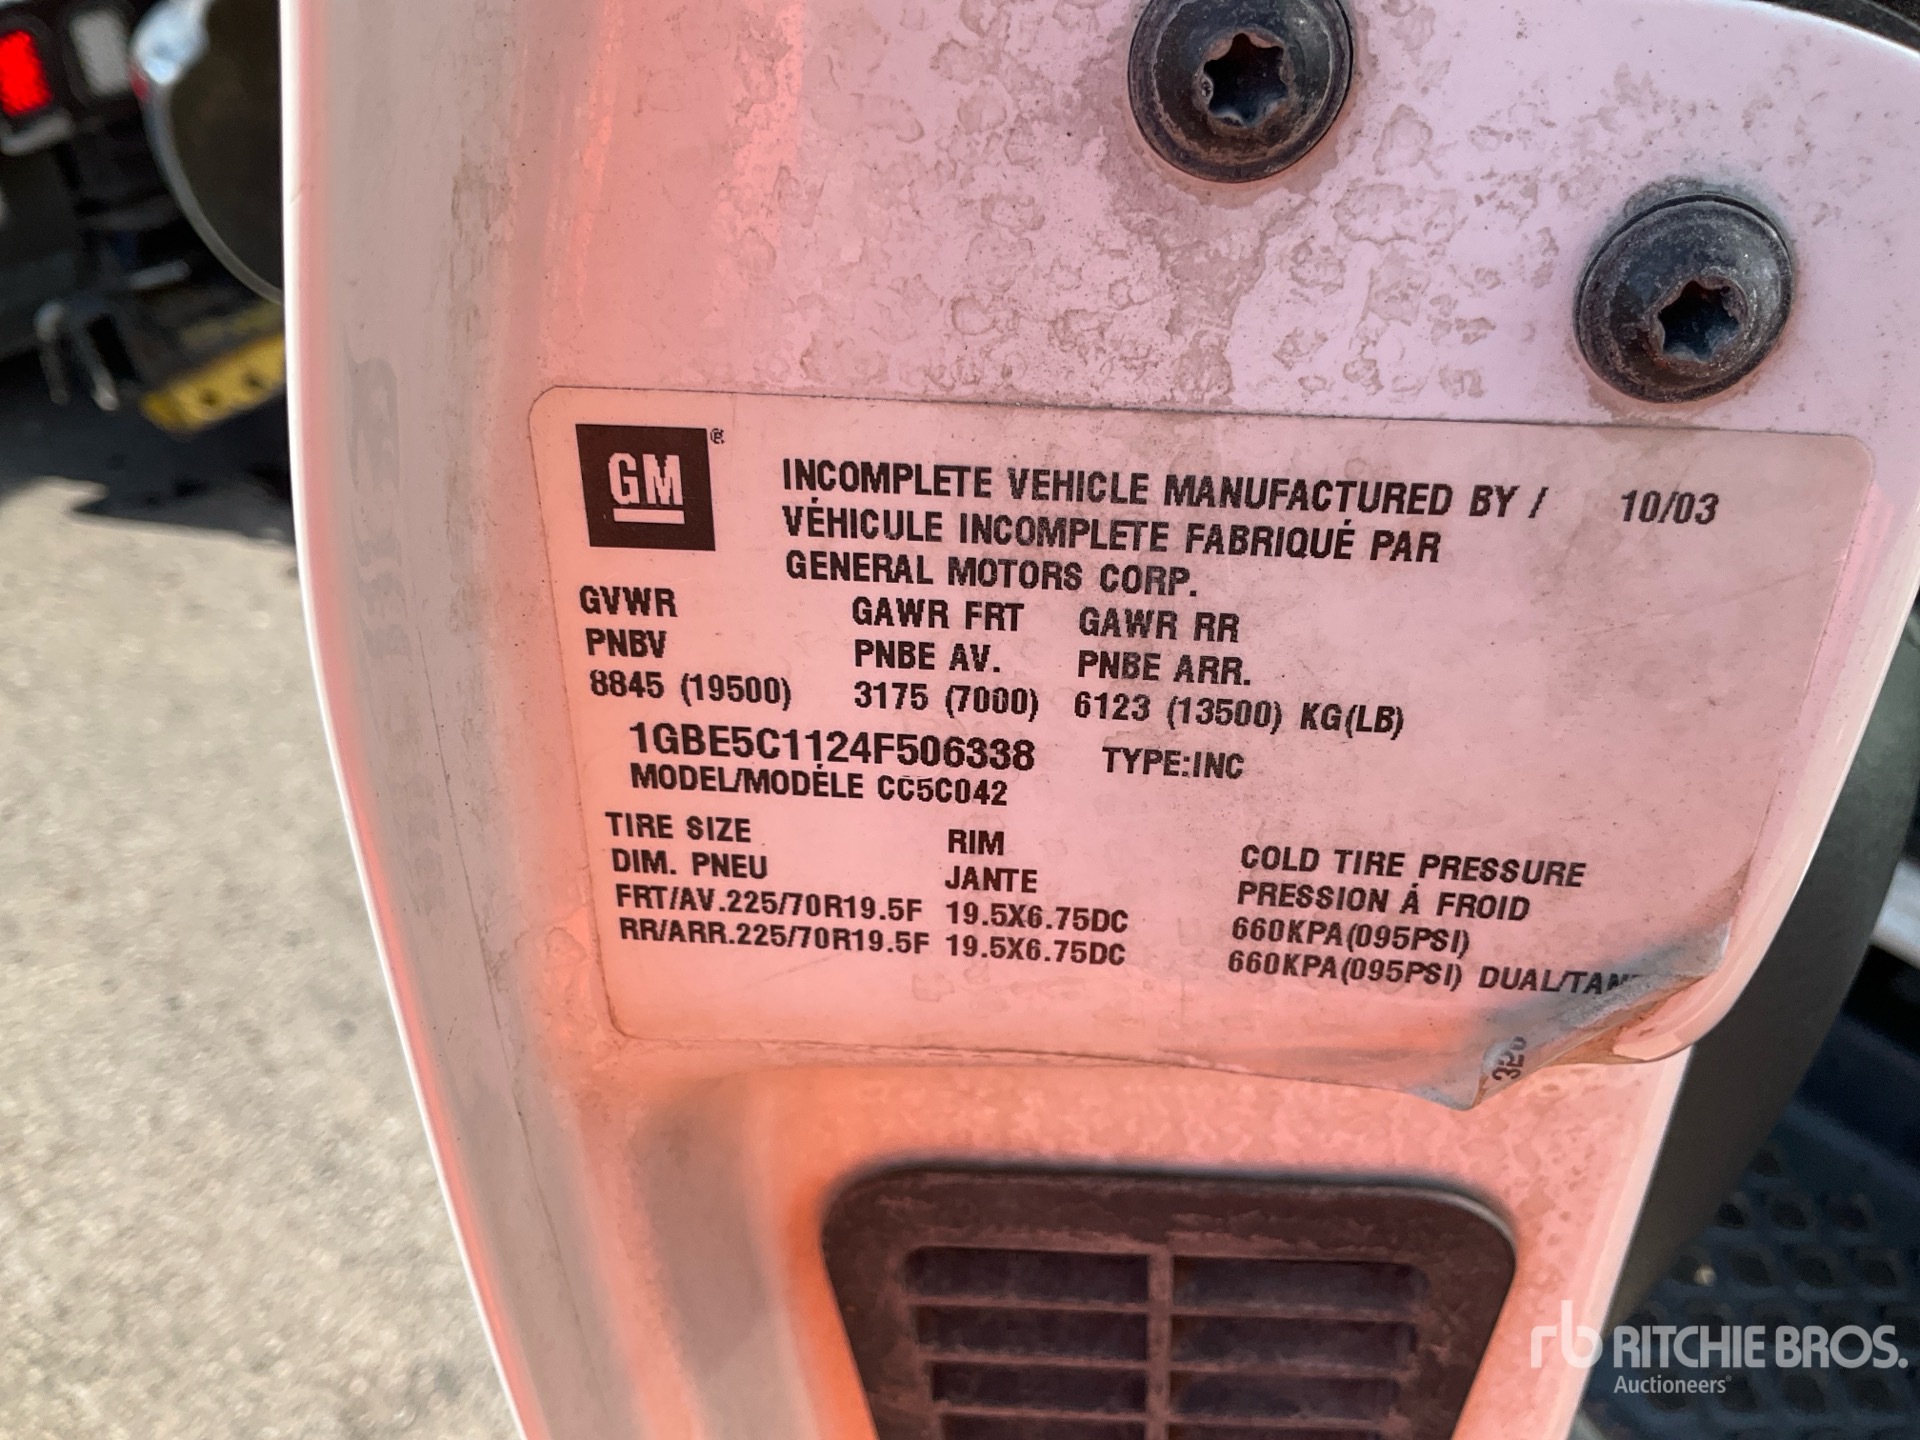 GM ®
INCOMPLETE VEHICLE MANUFACTURED BY / 10/03
VÉHICULE INCOMPLETE FABRIQUÉ PAR
GENERAL MOTORS CORP.
GVWR GAWR FRT GAWR RR
PNBV PNBE AV. PNBE ARR.
8845 (19500) 3175 (7000) 6123 (13500) KG(LB)
1GBE5C1124F506338 TYPE:INC
MODEL/MODÉLE CC5C042
TIRE SIZE RIM COLD TIRE PRESSURE
DIM. PNEU JANTE PRESSION Á FROID
FRT/AV.225/70R19.5F 19.5X6.75DC 660KPA(095PSI)
RR/ARR.225/70R19.5F 19.5X6.75DC 660KPA(095PSI)
rb RITCHIE BROS.
Auctioneers